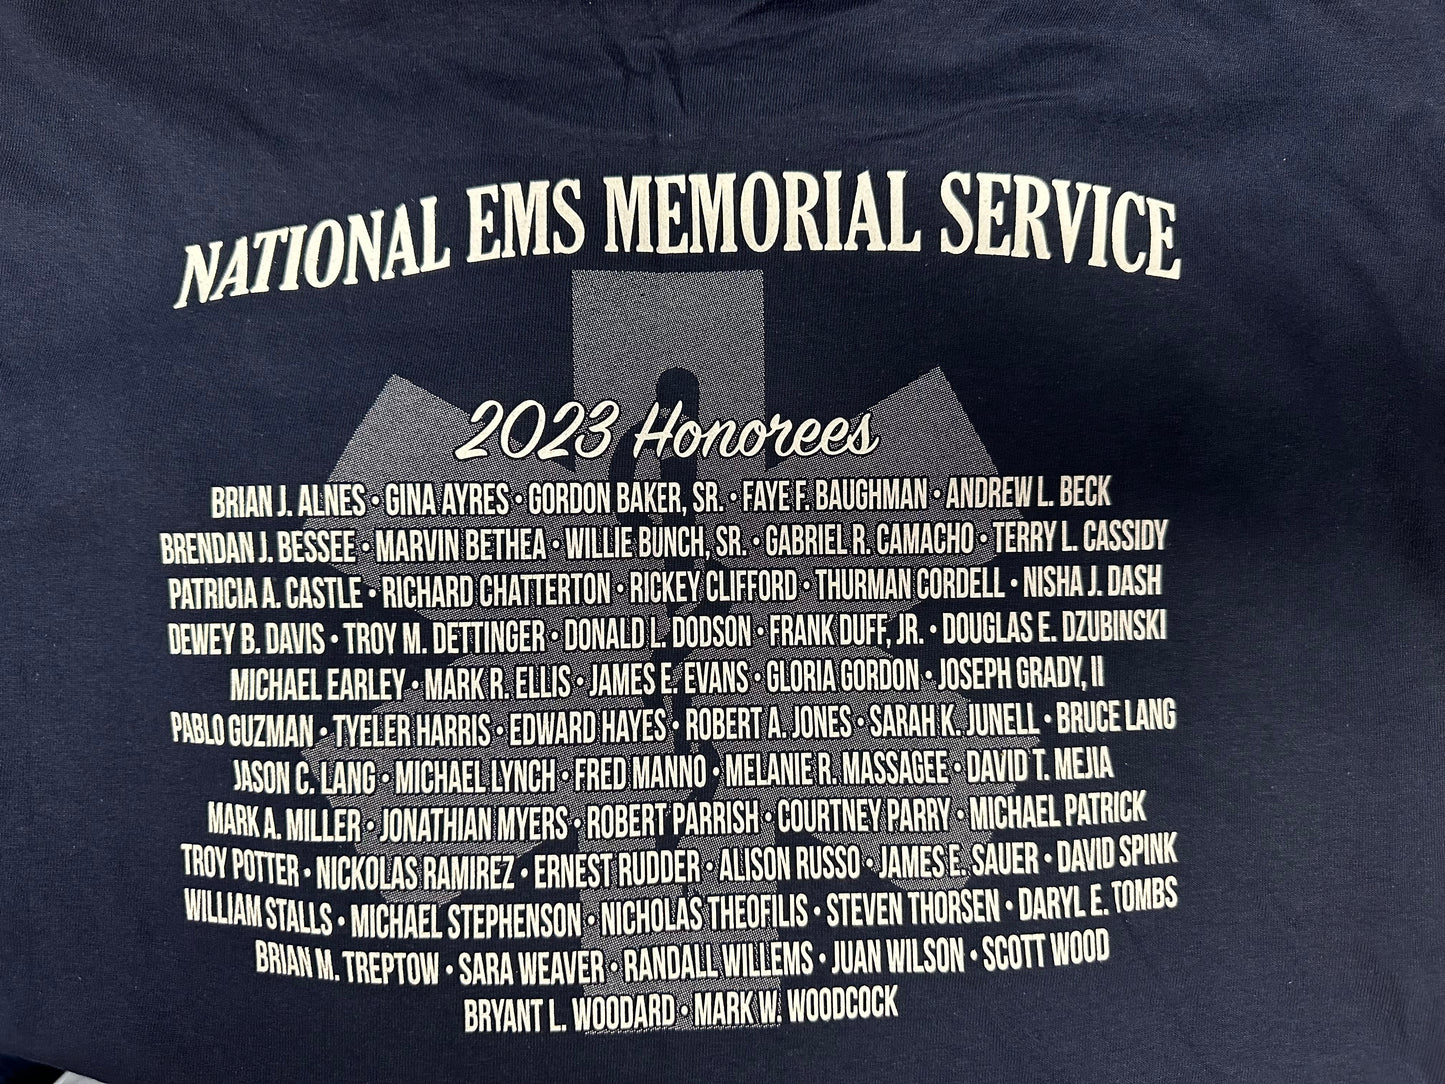 NATIONAL EMS MEMORIAL SERVICE
2023 Honorees
BRIAN J. ALNES • GINA AYRES • GORDON BAKER, SR. • FAYE F. BAUGHMAN • ANDREW L. BECK
BRENDAN J. BESSEE • MARVIN BETHEA • WILLIE BUNCH, SR. • GABRIEL R. CAMACHO • TERRY L. CASSIDY
PATRICIA A. CASTLE • RICHARD CHATTERTON • RICKEY CLIFFORD • THURMAN CORDELL • NISHA J. DASH
DEWEY B. DAVIS • TROY M. DETTINGER • DONALD L. DODSON • FRANK DUFF, JR. • DOUGLAS E. DZUBINSKI
MICHAEL EARLEY • MARK R. ELLIS • JAMES E. EVANS • GLORIA GORDON • JOSEPH GRADY, II
PABLO GUZMAN • TYELER HARRIS • EDWARD HAYES • ROBERT A. JONES • SARAH K. JUNELL • BRUCE LANG
JASON C. LANG • MICHAEL LYNCH • FRED MANNO • MELANIE R. MASSAGEE • DAVID T. MEJIA
MARK A. MILLER • JONATHIAN MYERS • ROBERT PARRISH • COURTNEY PARRY • MICHAEL PATRICK
TROY POTTER • NICKOLAS RAMIREZ • ERNEST RUDDER • ALISON RUSSO • JAMES E. SAUER • DAVID SPINK
WILLIAM STALLS • MICHAEL STEPHENSON • NICHOLAS THEOFILIS • STEVEN THORSEN • DARYL E. TOMBS
BRIAN M. TREPTOW • SARA WEAVER • RANDALL WILLEMS • JUAN WILSON • SCOTT WOOD
BRYANT L. WOODARD • MARK W. WOODCOCK